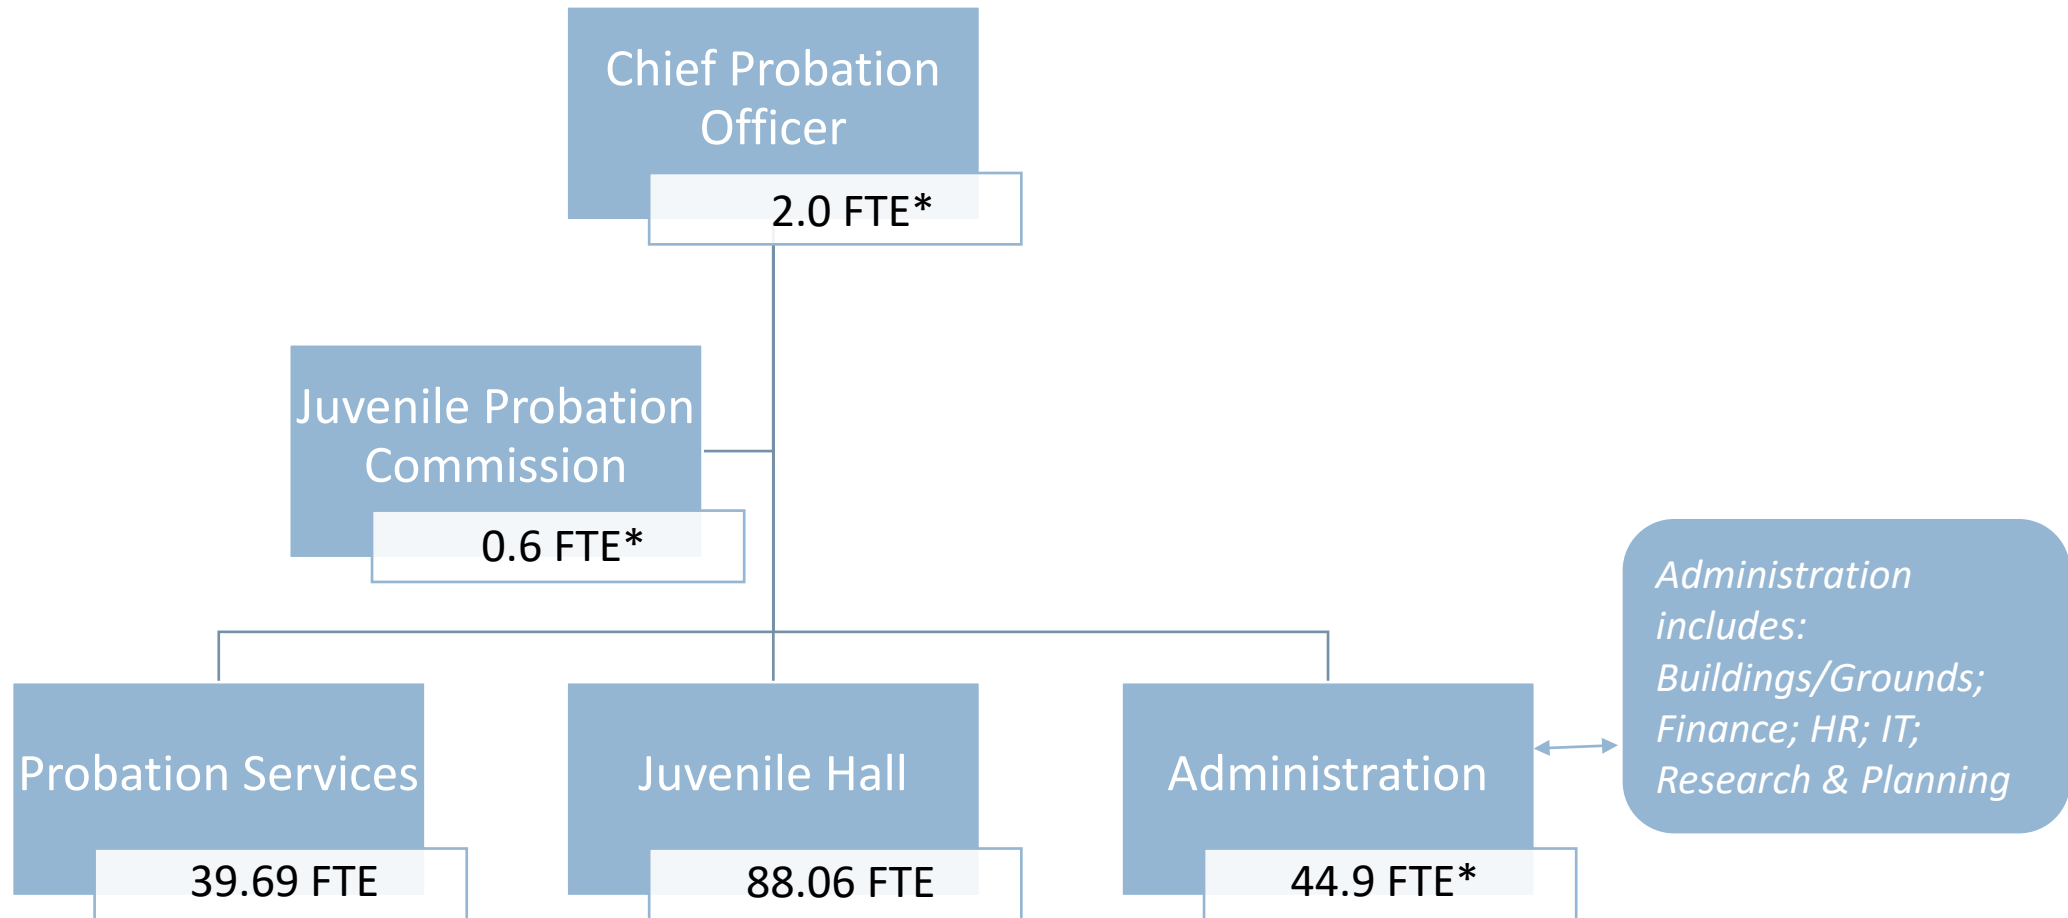 Chief Probation
Officer
2.0 FTE*
Juvenile Probation
Commission
0.6 FTE*
Probation Services
39.69 FTE
Juvenile Hall
88.06 FTE
Administration
44.9 FTE*
Administration
includes:
Buildings/Grounds;
Finance; HR; IT;
Research & Planning